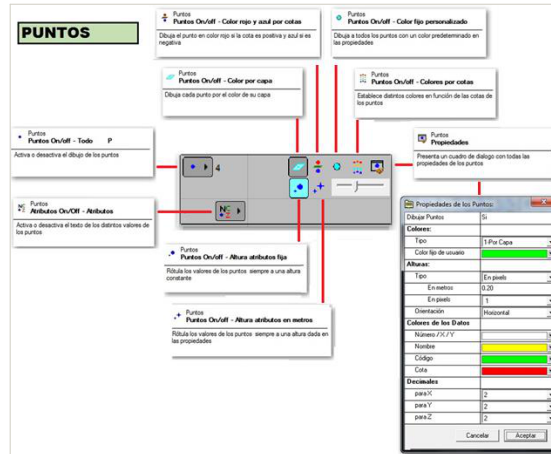 PUNTOS
Puntos
Puntos On/off - Color rojo y azul por cotas
Dibuja el punto en color rojo si la cota es positiva y azul si es
negativa
Puntos
Puntos On/off - Color fijo personalizado
Dibuja a todos los puntos con un color predeterminado en
las propiedades
Puntos
Puntos On/off - Color por capa
Dibuja cada punto por el color de su capa
Puntos
Puntos On/off - Colores por cotas
Establece distintos colores en función de las cotas de
los puntos
Puntos
Puntos On/off - Todo P
Activa o desactiva el dibujo de los puntos
Puntos
Propiedades
Presenta un cuadro de dialogo con todas las
propiedades de los puntos
4
Puntos
Atributos On/Off - Atributos
Activa o desactiva el texto de los distintos valores de
los puntos
Puntos
Puntos On/off - Altura atributos fija
Rótula los valores de los puntos siempre a una altura
constante
Puntos
Puntos On/off - Altura atributos en metros
Rótula los valores de los puntos siempre a una altura dada en
las propiedades
Propiedades de los Puntos:
Dibujar Puntos Si
Colores:
Tipo 1-Por Capa
Color fijo de usuario
Alturas:
Tipo En pixels
En metros 0.20
En pixels 1
Orientación Horizontal
Colores de los Datos
Número / X / Y
Nombre
Código
Cota
Decimales
para X 2
para Y 2
para Z 2
Cancelar Aceptar